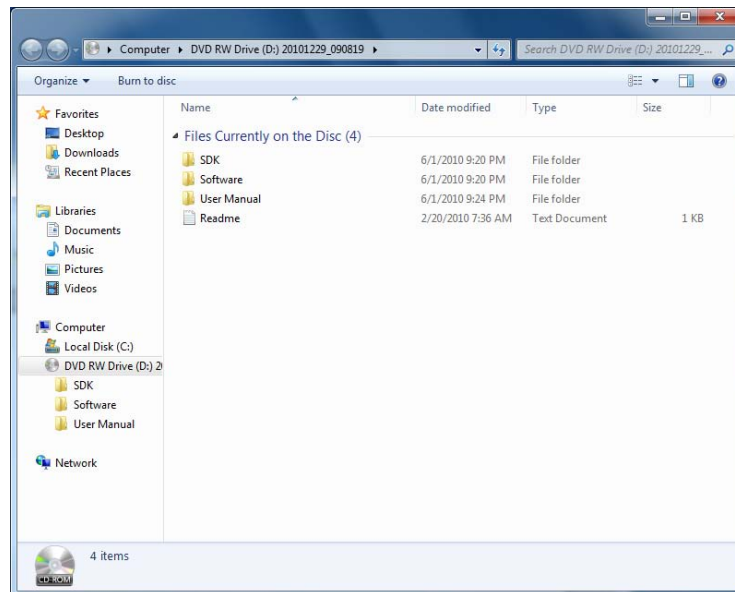 Computer ▸ DVD RW Drive (D:) 20101229_090819 ▸ Search DVD RW Drive (D:) 20101229_...
Organize Burn to disc
Favorites
Desktop
Downloads
Recent Places
Libraries
Documents
Music
Pictures
Videos
Computer
Local Disk (C:)
DVD RW Drive (D:) 2
SDK
Software
User Manual
Network
Name Date modified Type Size
Files Currently on the Disc (4)
SDK 6/1/2010 9:20 PM File folder
Software 6/1/2010 9:20 PM File folder
User Manual 6/1/2010 9:24 PM File folder
Readme 2/20/2010 7:36 AM Text Document 1 KB
4 items
CD-ROM